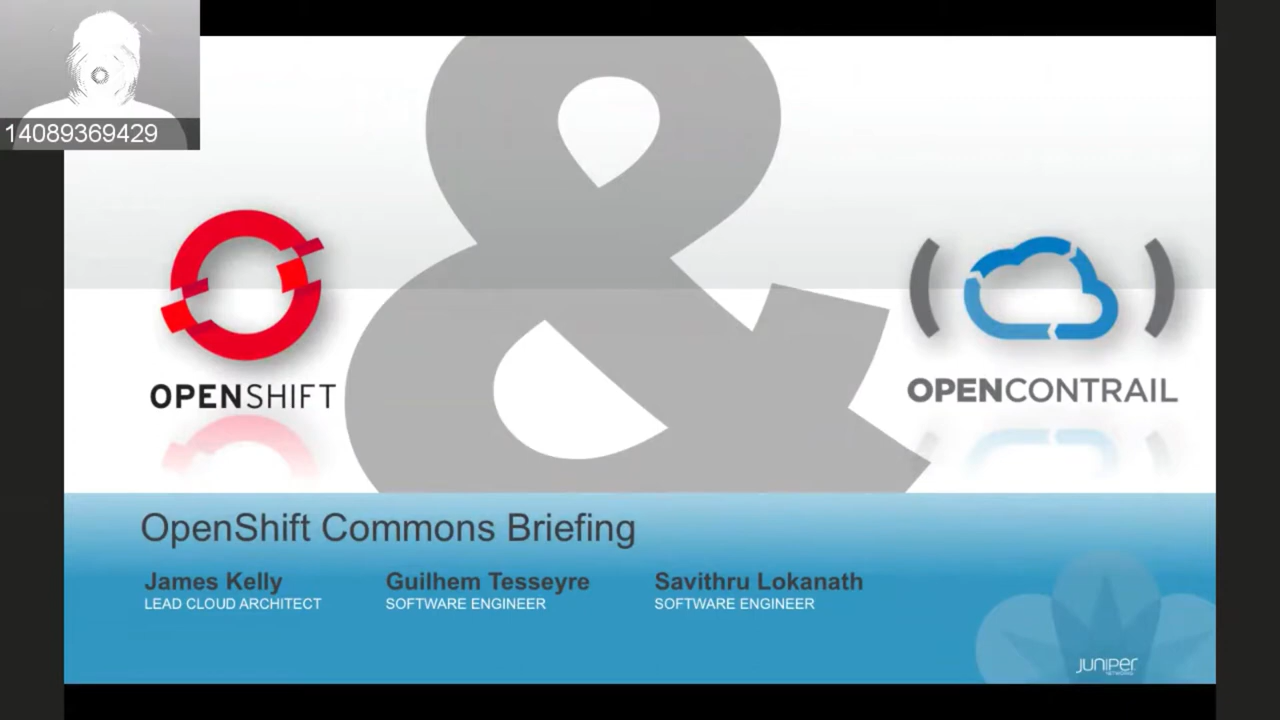 14089369429
&
OPENSHIFT
OPENCONTRAIL
OpenShift Commons Briefing
James Kelly Guilhem Tesseyre Savithru Lokanath
LEAD CLOUD ARCHITECT SOFTWARE ENGINEER SOFTWARE ENGINEER
JUNIPER
NETWORKS